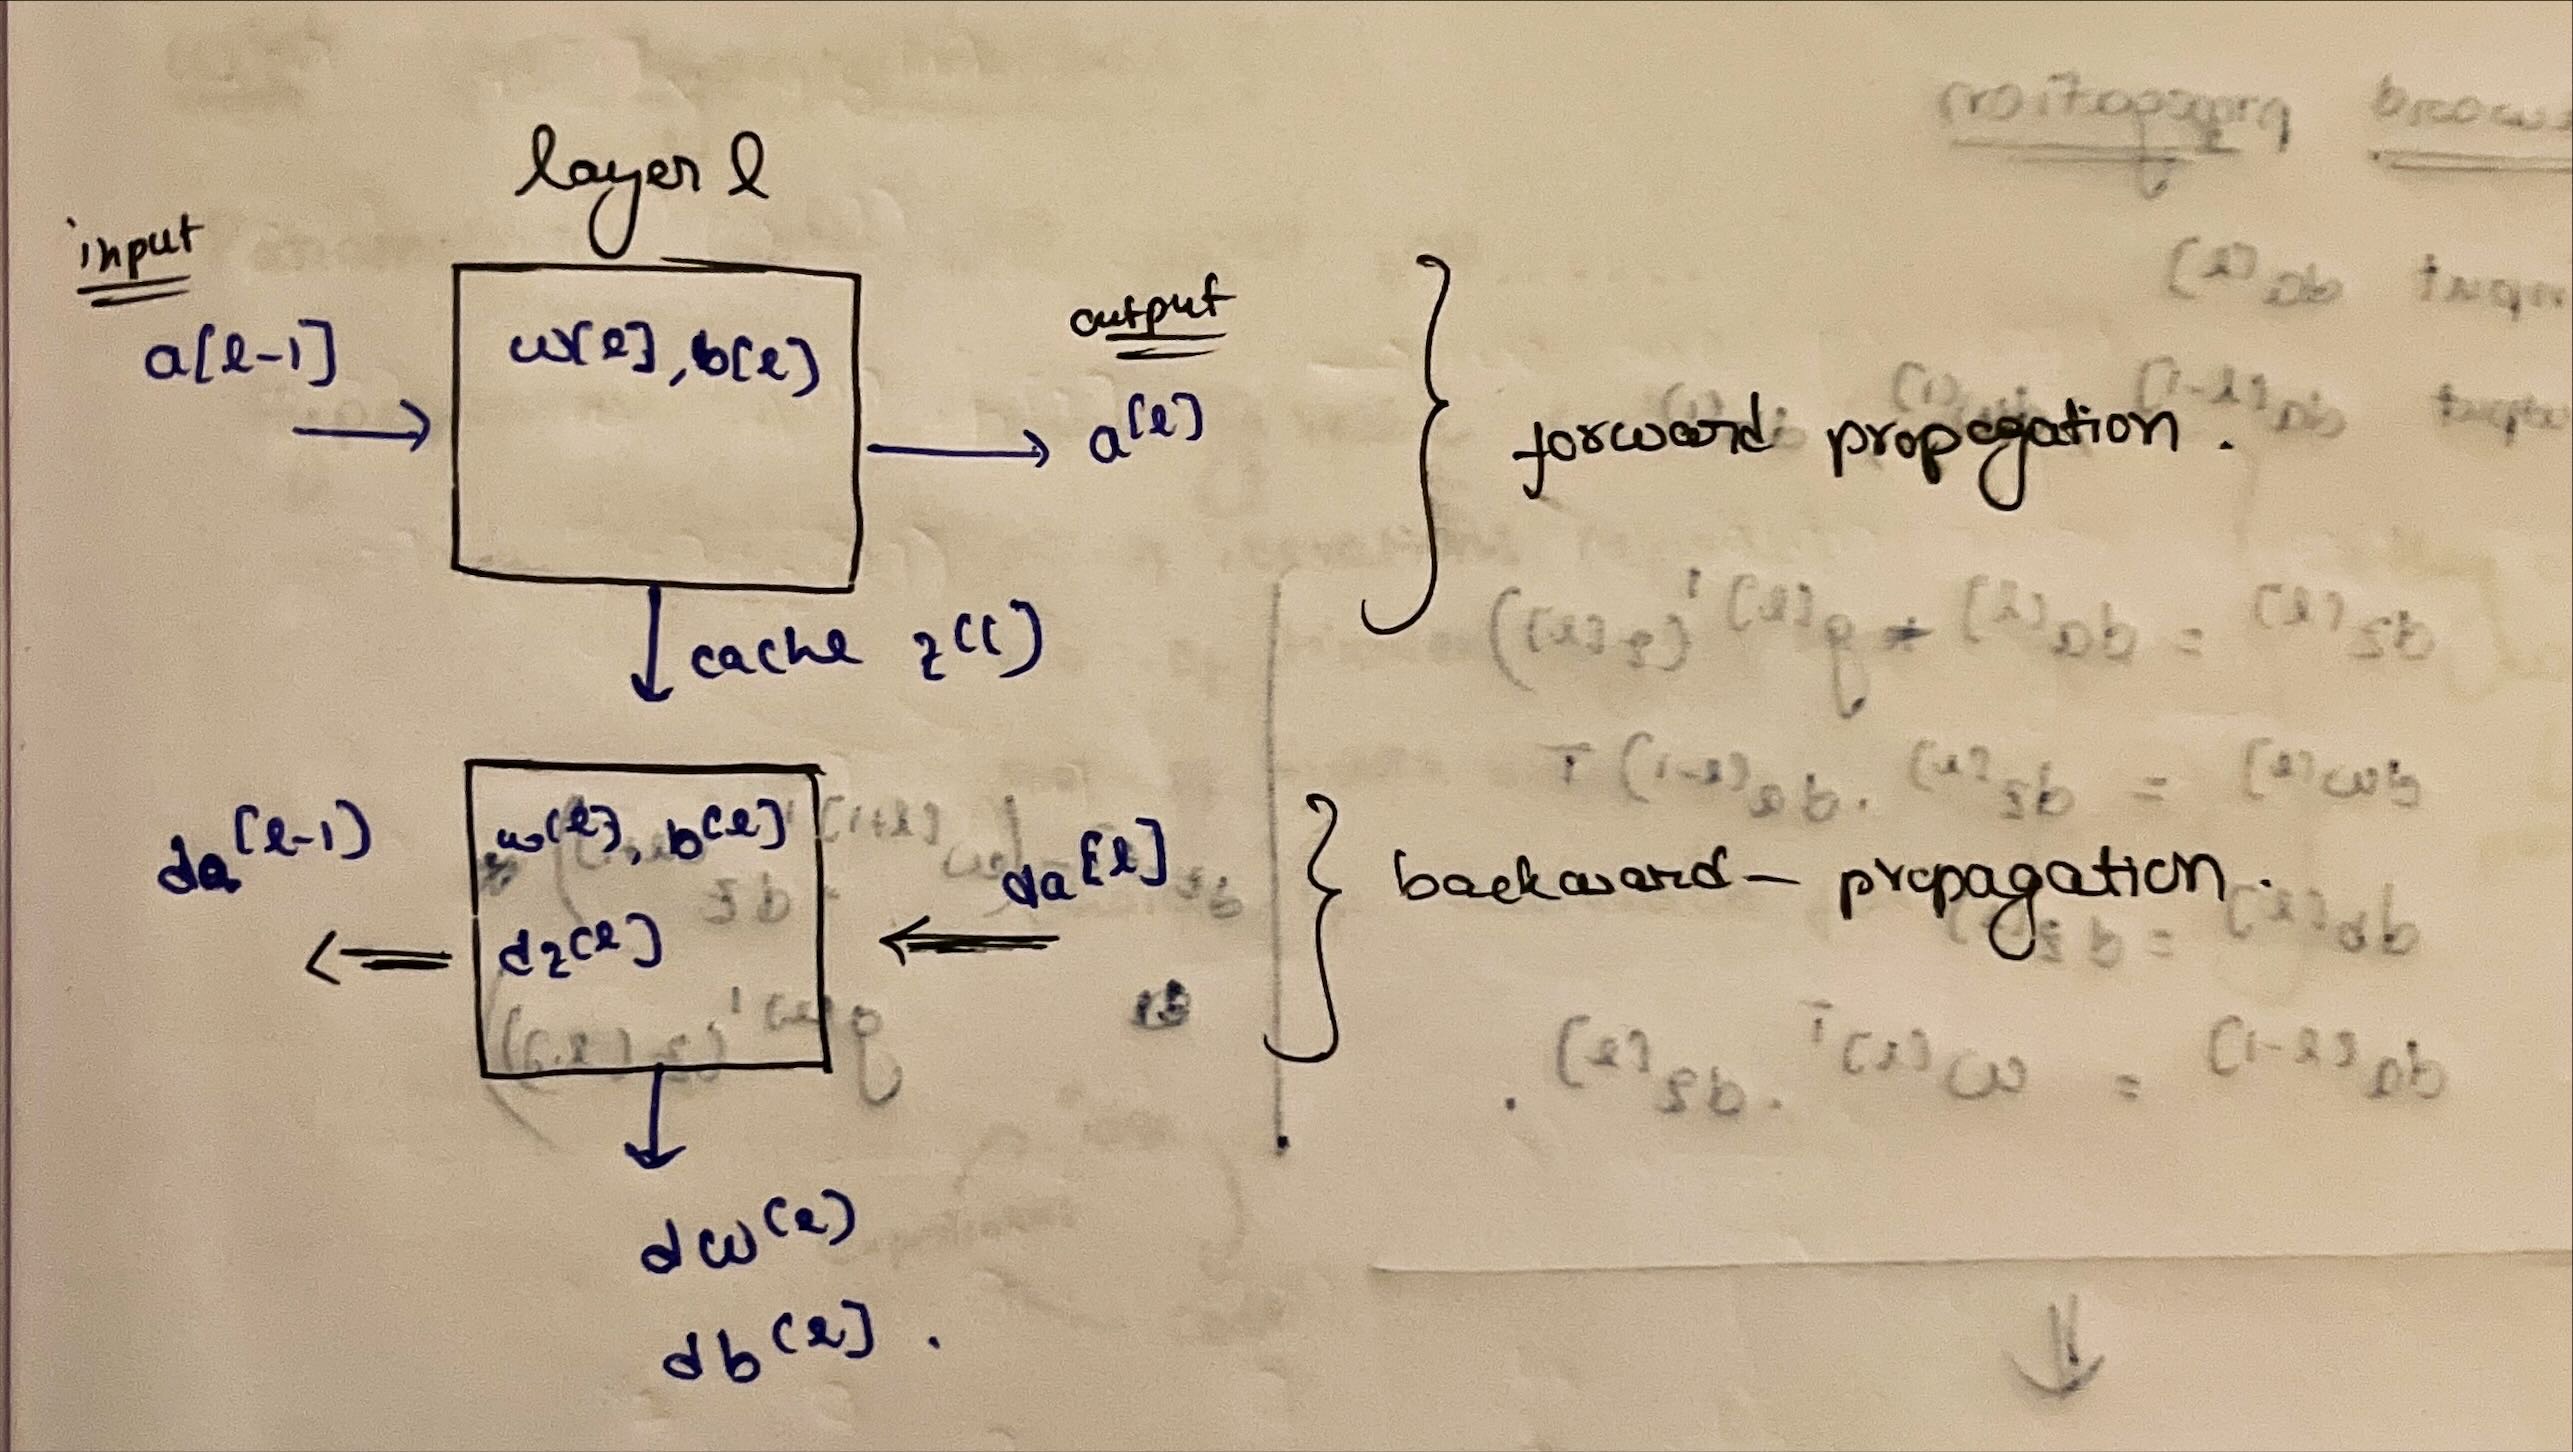 layer l
input
a[l-1]
w[l], b[l]
output
a[l]
forward propagation.
cache z(l)
da[l-1)
w[l], b[l]
dz[l]
da[l]
backward - propagation.
dw(l)
db[l].